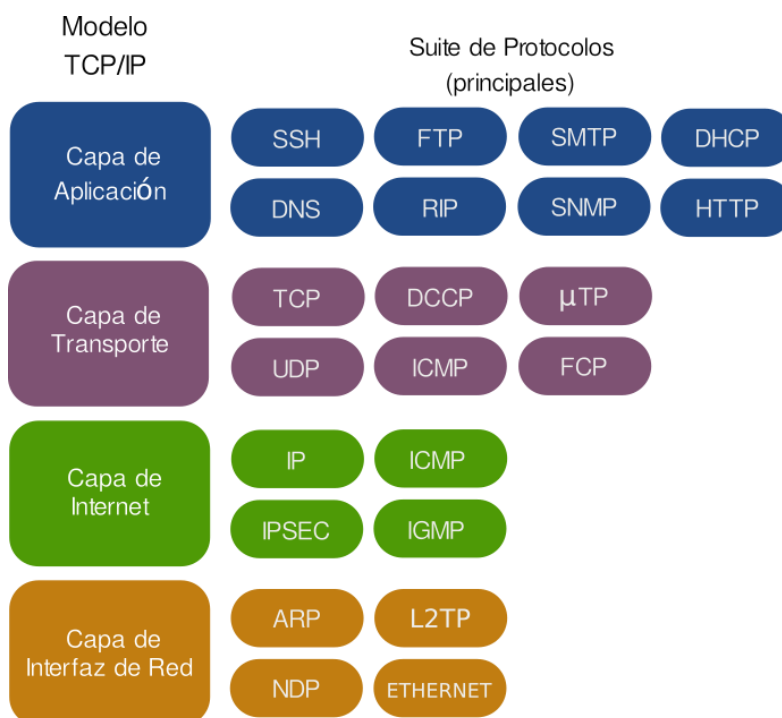 Modelo
TCP/IP
Suite de Protocolos
(principales)
Capa de
Aplicación
SSH
FTP
SMTP
DHCP
DNS
RIP
SNMP
HTTP
Capa de
Transporte
TCP
DCCP
µTP
UDP
ICMP
FCP
Capa de
Internet
IP
ICMP
IPSEC
IGMP
Capa de
Interfaz de Red
ARP
L2TP
NDP
ETHERNET